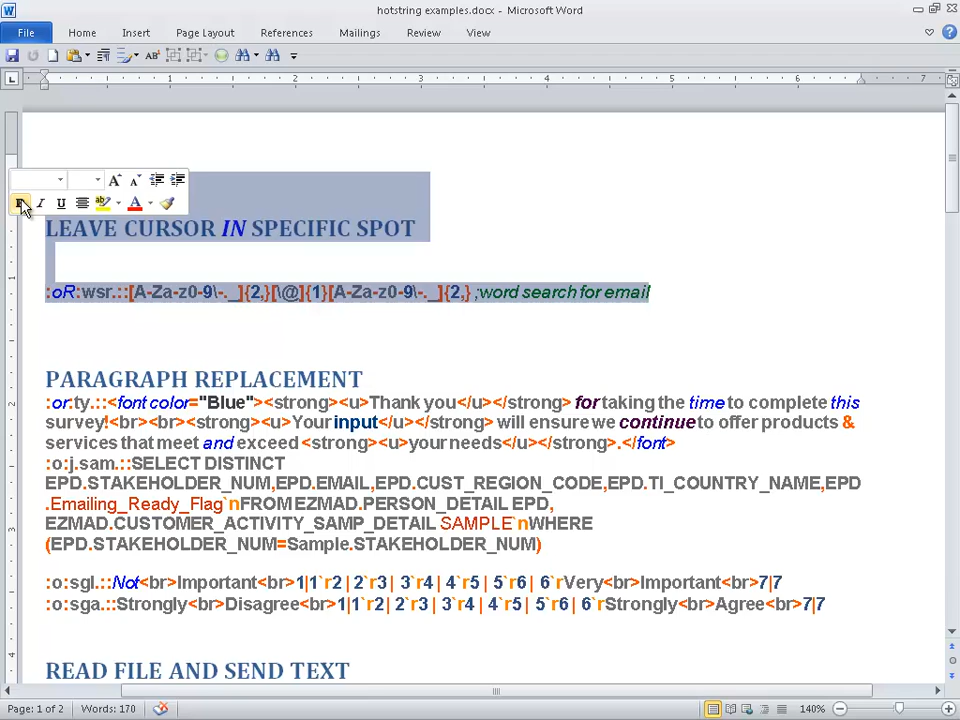 hotstring examples.docx - Microsoft Word
File Home Insert Page Layout References Mailings Review View
1 2 3 4 5 6 7
LEAVE CURSOR IN SPECIFIC SPOT
:oR:wsr.::[A-Za-z0-9\-._]{2,}[\@]{1}[A-Za-z0-9\-._]{2,} ;word search for email
PARAGRAPH REPLACEMENT
:or:ty.::<font color="Blue"><strong><u>Thank you</u></strong> for taking the time to complete this
survey!<br><br><strong><u>Your input</u></strong> will ensure we continue to offer products &
services that meet and exceed <strong><u>your needs</u></strong>.</font>
:o:j.sam.::SELECT DISTINCT
EPD.STAKEHOLDER_NUM,EPD.EMAIL,EPD.CUST_REGION_CODE,EPD.TI_COUNTRY_NAME,EPD
.Emailing_Ready_Flag`nFROM EZMAD.PERSON_DETAIL EPD,
EZMAD.CUSTOMER_ACTIVITY_SAMP_DETAIL SAMPLE`nWHERE
(EPD.STAKEHOLDER_NUM=Sample.STAKEHOLDER_NUM)
:o:sgl.::Not<br>Important<br>1|1`r2 | 2`r3 | 3`r4 | 4`r5 | 5`r6 | 6`rVery<br>Important<br>7|7
:o:sga.::Strongly<br>Disagree<br>1|1`r2 | 2`r3 | 3`r4 | 4`r5 | 5`r6 | 6`rStrongly<br>Agree<br>7|7
READ FILE AND SEND TEXT
Page: 1 of 2 Words: 170 140%